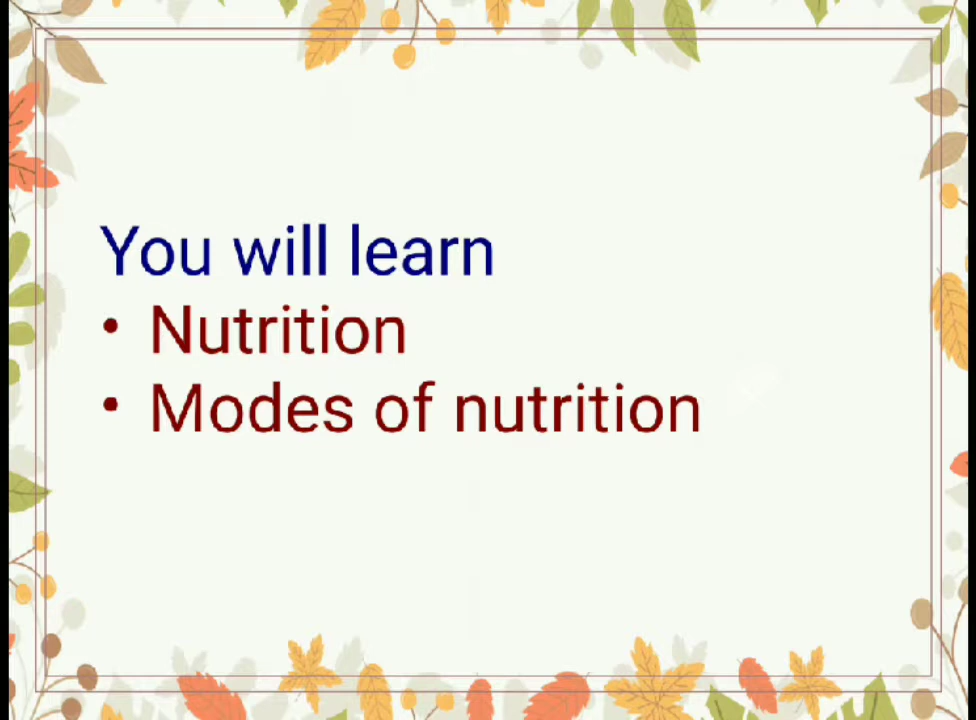 You will learn
• Nutrition
• Modes of nutrition